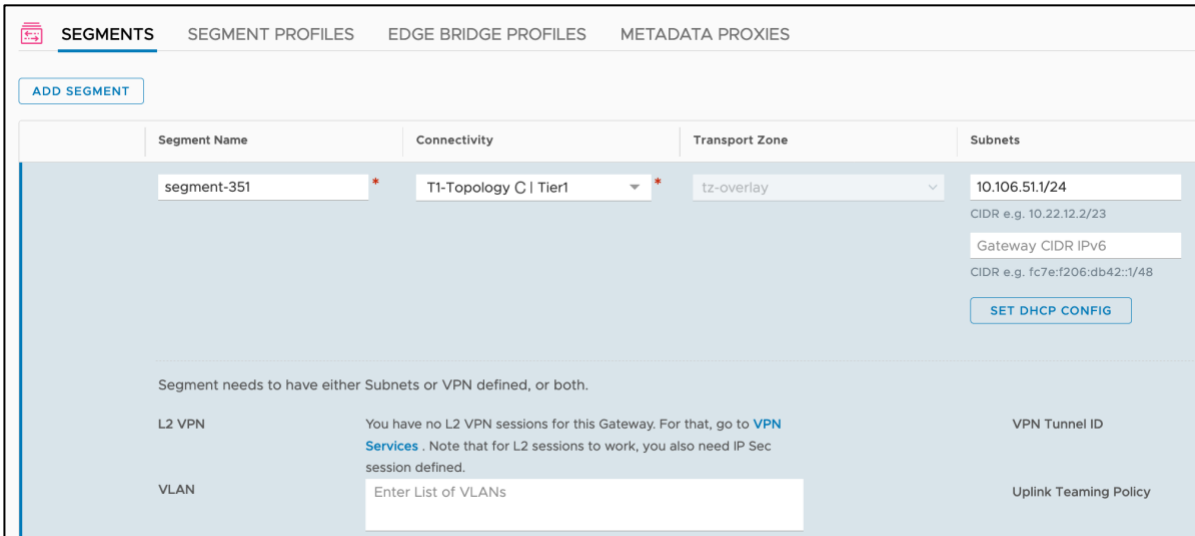 SEGMENTS SEGMENT PROFILES EDGE BRIDGE PROFILES METADATA PROXIES
ADD SEGMENT
Segment Name Connectivity Transport Zone Subnets
segment-351 * T1-Topology C | Tier1 * tz-overlay 10.106.51.1/24
CIDR e.g. 10.22.12.2/23
Gateway CIDR IPv6
CIDR e.g. fc7e:f206:db42::1/48
SET DHCP CONFIG
Segment needs to have either Subnets or VPN defined, or both.
L2 VPN You have no L2 VPN sessions for this Gateway. For that, go to VPN VPN Tunnel ID
Services . Note that for L2 sessions to work, you also need IP Sec
session defined.
VLAN Enter List of VLANs Uplink Teaming Policy